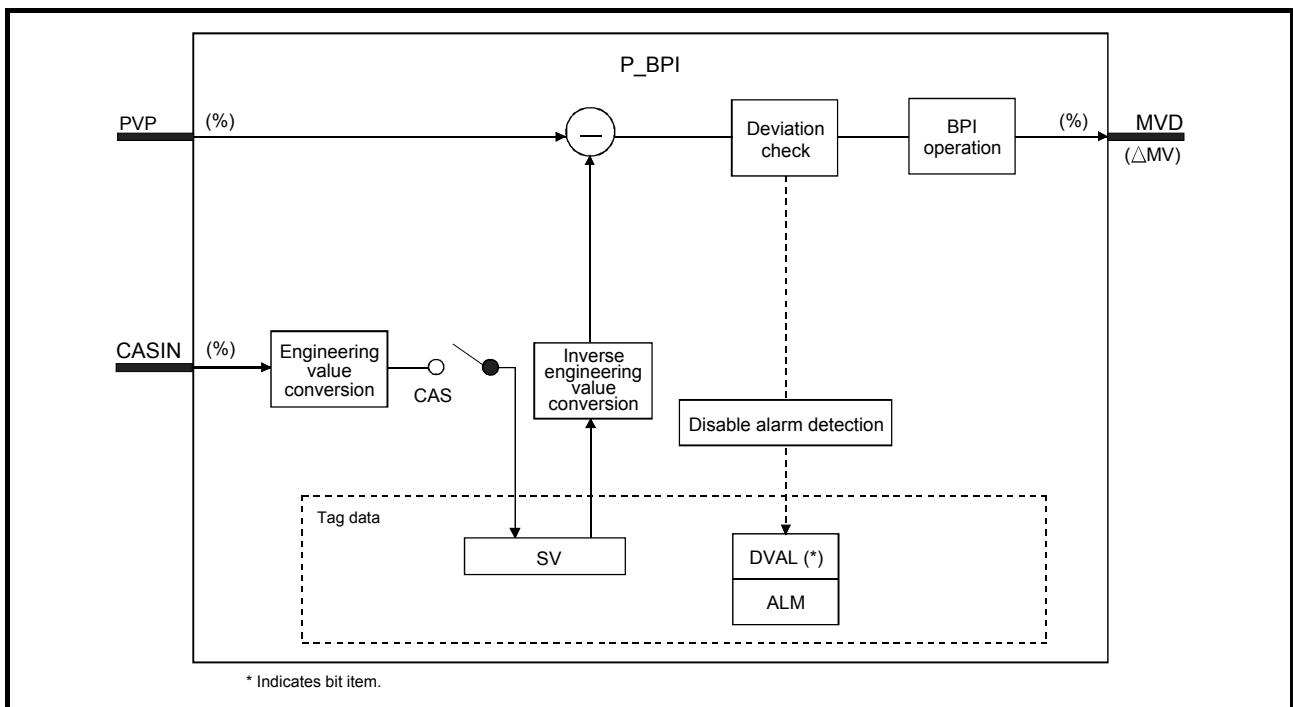 P_BPI
PVP
(%)
—
Deviation
check
BPI
operation
(%)
MVD
(△MV)
CASIN
(%)
Engineering
value
conversion
CAS
Inverse
engineering
value
conversion
Disable alarm detection
Tag data
SV
DVAL (*)
ALM
* Indicates bit item.